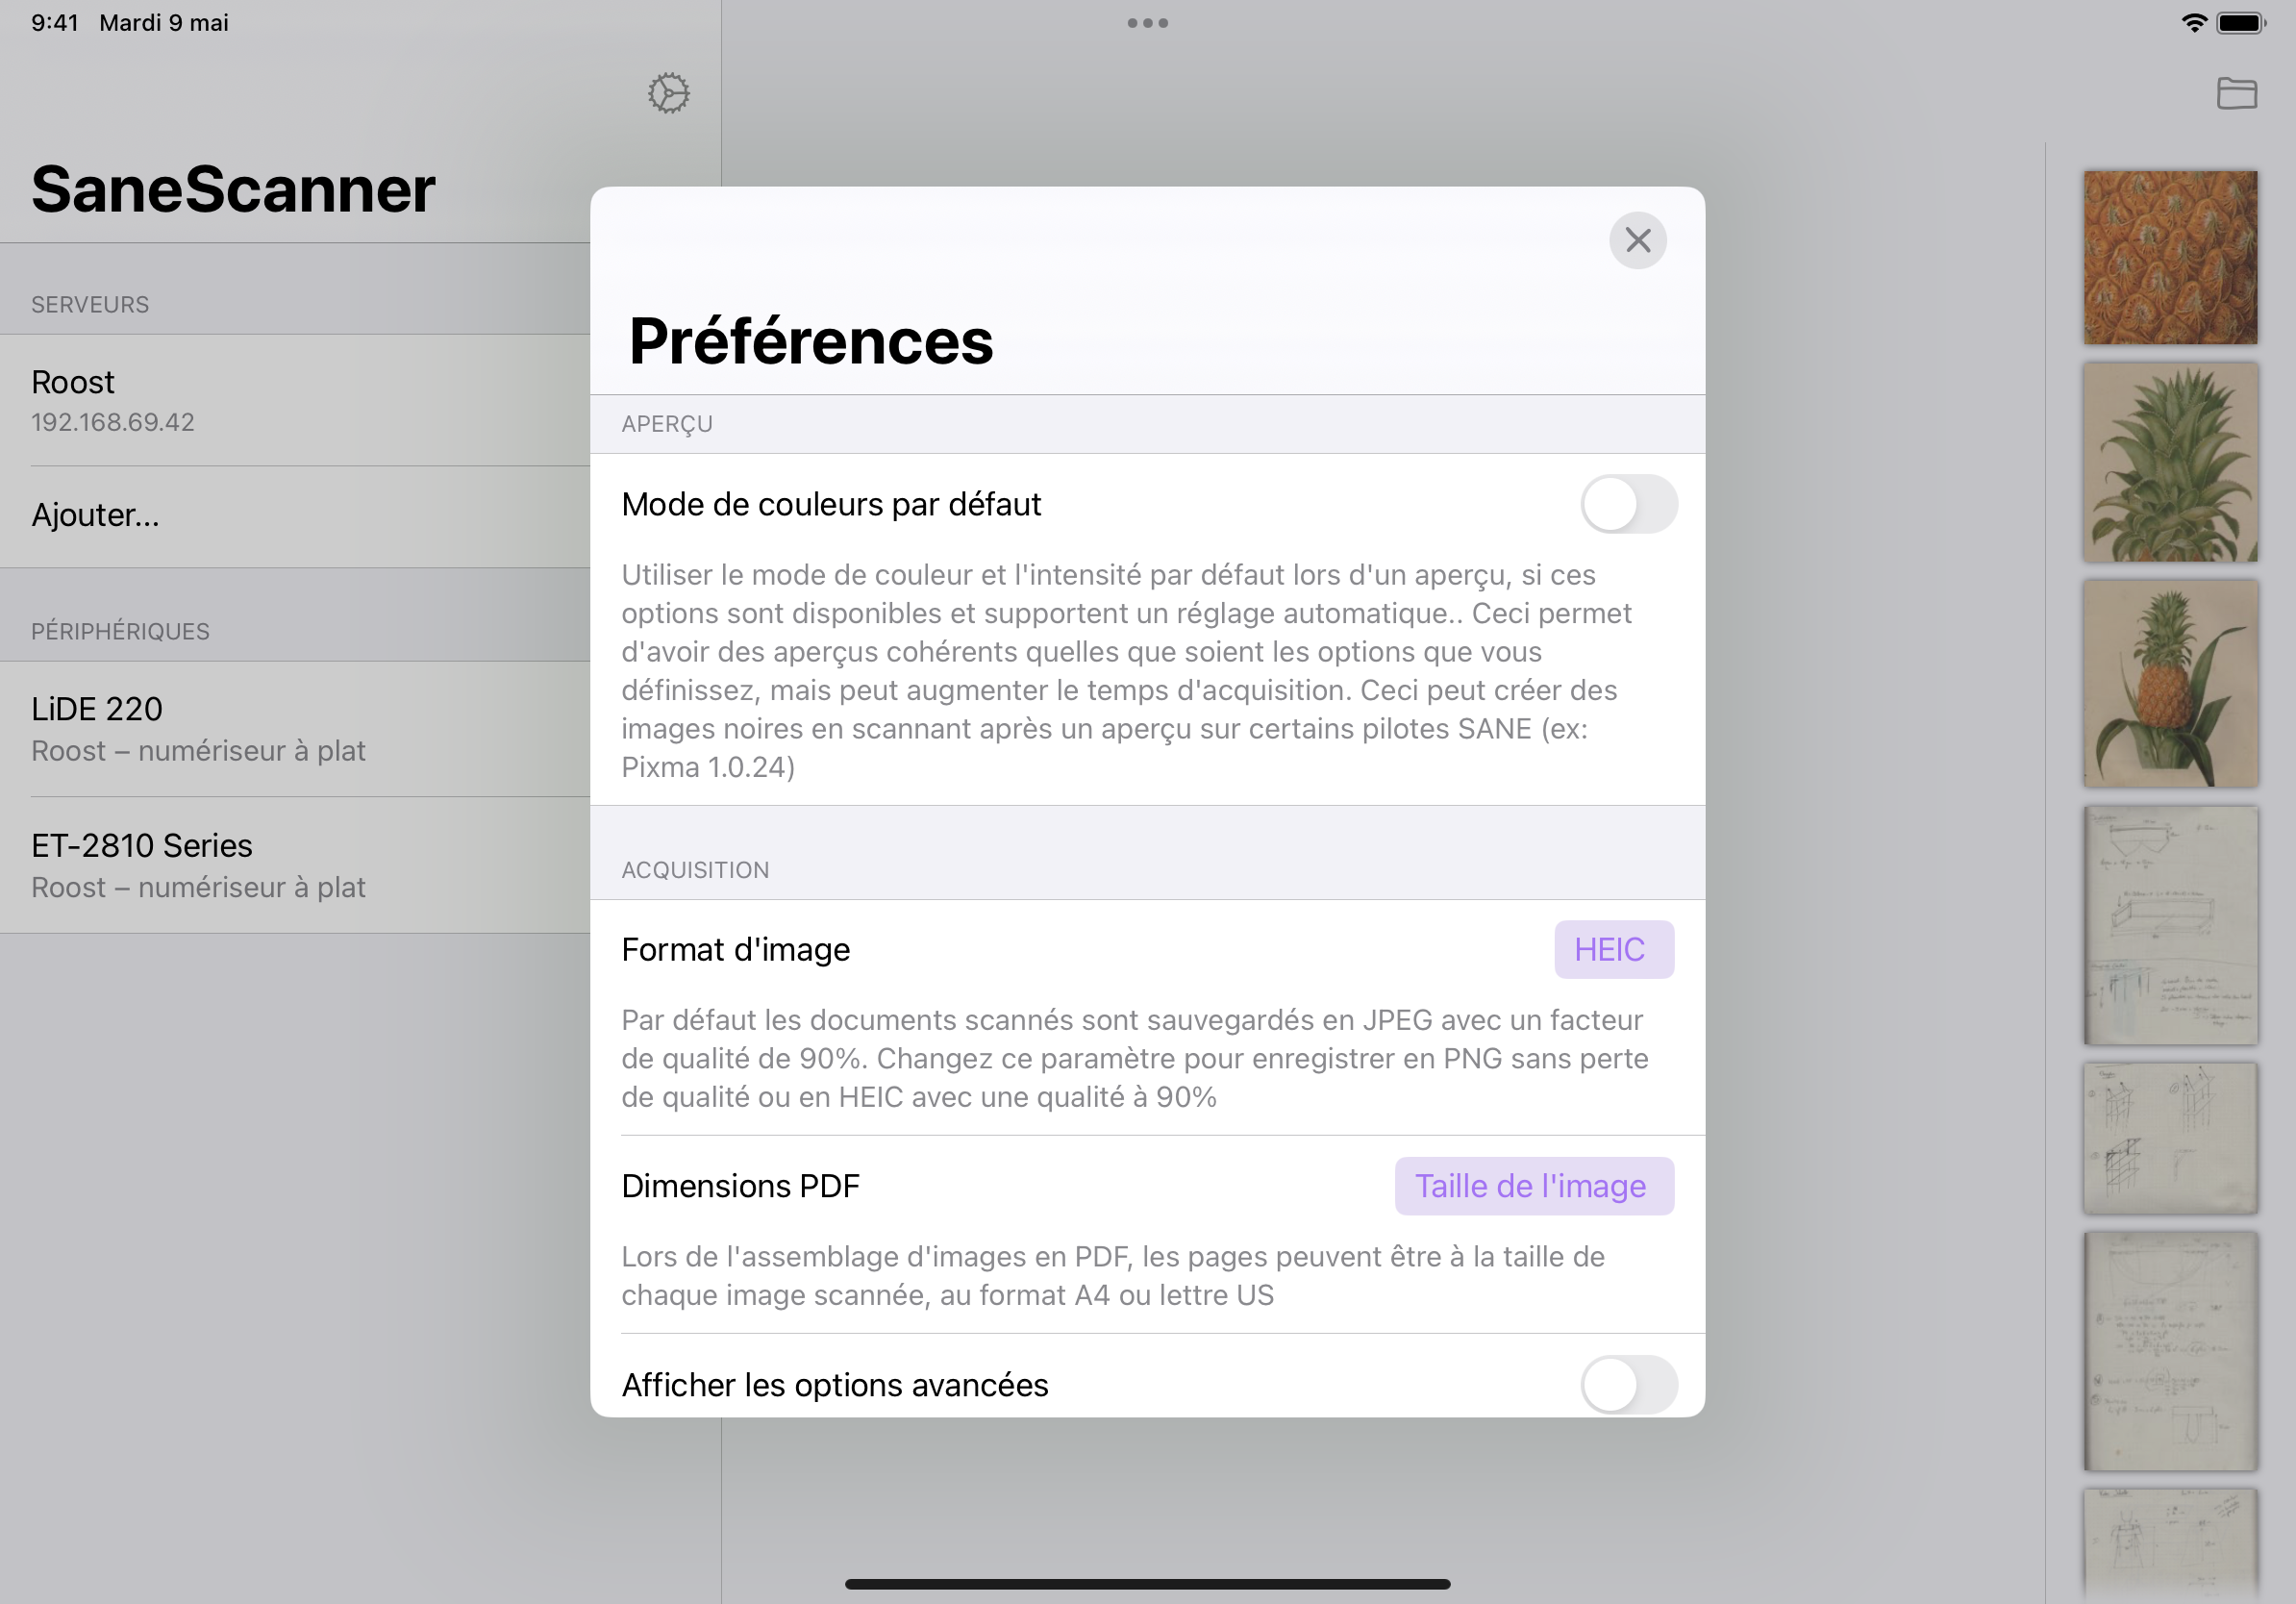 9:41 Mardi 9 mai
SaneScanner
SERVEURS
Roost
192.168.69.42
Ajouter...
PÉRIPHÉRIQUES
LiDE 220
Roost – numériseur à plat
ET-2810 Series
Roost – numériseur à plat
Préférences
APERÇU
Mode de couleurs par défaut
Utiliser le mode de couleur et l'intensité par défaut lors d'un aperçu, si ces
options sont disponibles et supportent un réglage automatique.. Ceci permet
d'avoir des aperçus cohérents quelles que soient les options que vous
définissez, mais peut augmenter le temps d'acquisition. Ceci peut créer des
images noires en scannant après un aperçu sur certains pilotes SANE (ex:
Pixma 1.0.24)
ACQUISITION
Format d'image
HEIC
Par défaut les documents scannés sont sauvegardés en JPEG avec un facteur
de qualité de 90%. Changez ce paramètre pour enregistrer en PNG sans perte
de qualité ou en HEIC avec une qualité à 90%
Dimensions PDF
Taille de l'image
Lors de l'assemblage d'images en PDF, les pages peuvent être à la taille de
chaque image scannée, au format A4 ou lettre US
Afficher les options avancées